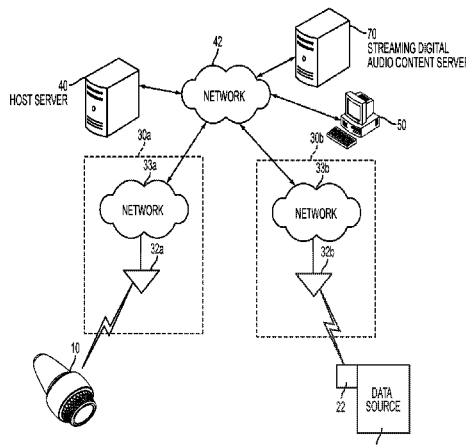 70
STREAMING DIGITAL
AUDIO CONTENT SERVER
42
40
HOST SERVER
NETWORK
50
30a
30b
33a
33b
NETWORK
NETWORK
32a
32b
10
22
DATA
SOURCE